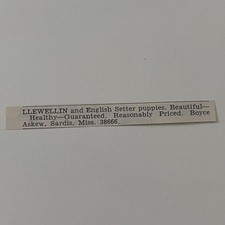 LLEWELLIN and English Setter puppies. Beautiful—
Healthy—Guaranteed. Reasonably Priced. Boyce
Askew, Sardis, Miss. 38666.